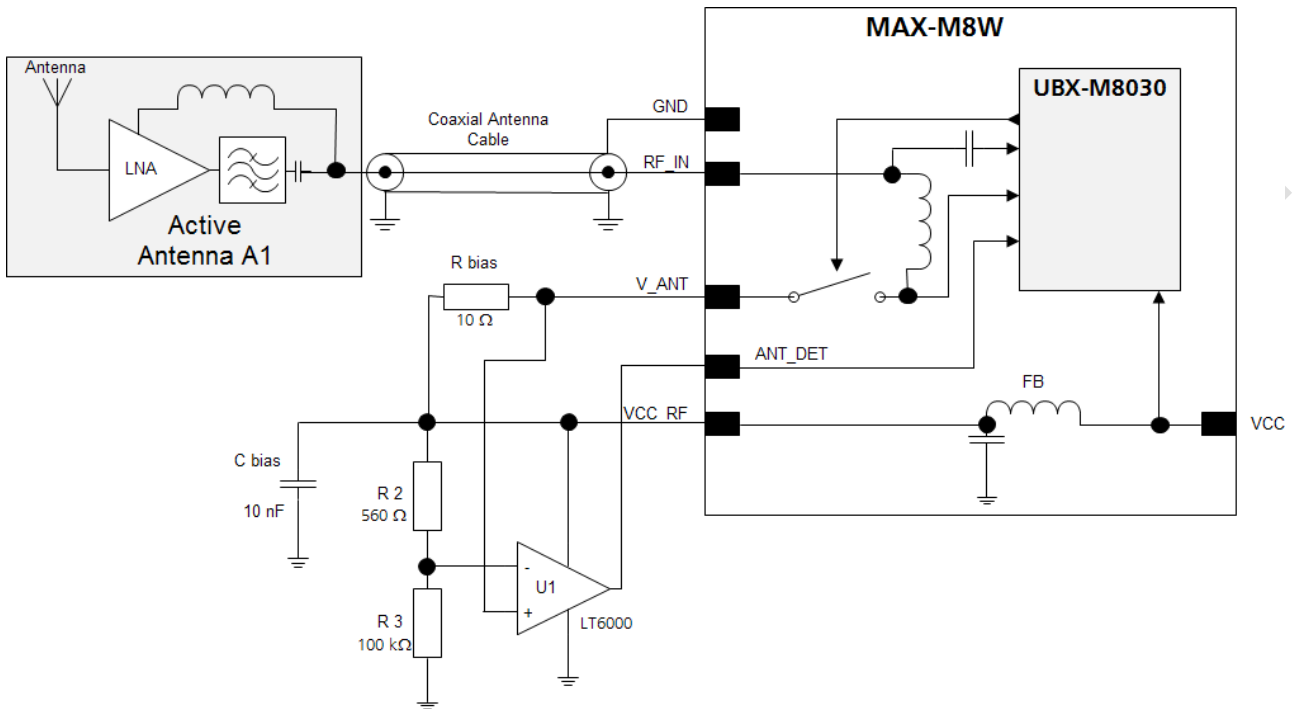 MAX-M8W
Antenna
UBX-M8030
GND
Coaxial Antenna
Cable
LNA
RF_IN
Active
Antenna A1
R bias
V_ANT
10 Ω
ANT_DET
FB
VCC_RF
VCC
C bias
10 nF
R 2
560 Ω
-
U1
+
LT6000
R 3
100 kΩ